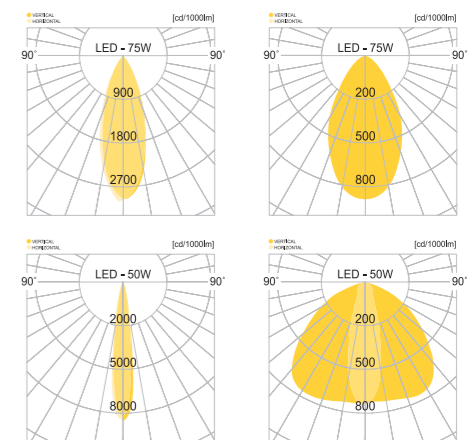 VERTICAL
HORIZONTAL
[cd/1000lm]
LED - 75W
90°
90°
900
1800
2700
VERTICAL
HORIZONTAL
[cd/1000lm]
LED - 75W
90°
90°
200
500
800
VERTICAL
HORIZONTAL
[cd/1000lm]
LED - 50W
90°
90°
2000
5000
8000
VERTICAL
HORIZONTAL
[cd/1000lm]
LED - 50W
90°
90°
200
500
800